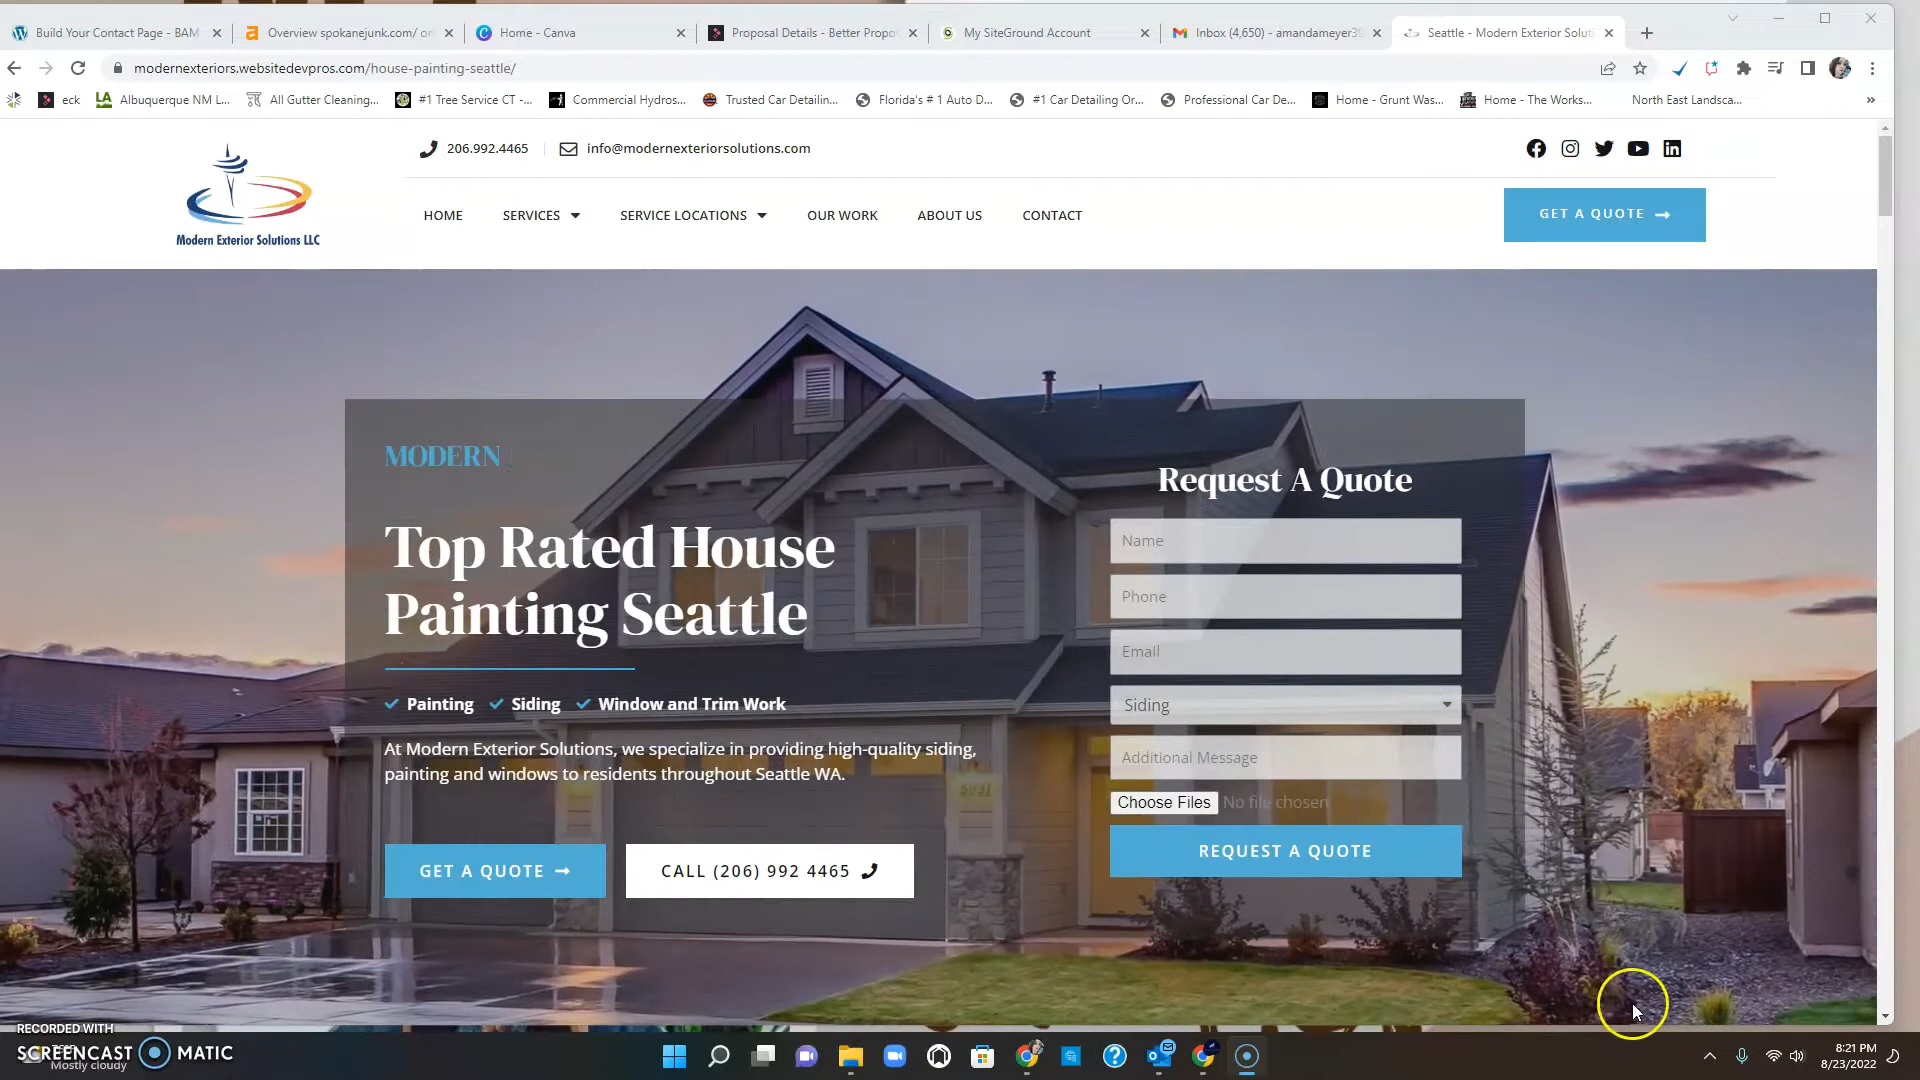 Build Your Contact Page - BAM
Overview spokanejunk.com/ or
Home - Canva
Proposal Details - Better Propos
My SiteGround Account
Inbox (4,650) - amandameyer39
Seattle - Modern Exterior Soluti
modernexteriors.websitedevpros.com/house-painting-seattle/
eck
Albuquerque NM L...
All Gutter Cleaning...
#1 Tree Service CT -...
Commercial Hydros...
Trusted Car Detailin...
Florida's # 1 Auto D...
#1 Car Detailing Or...
Professional Car De...
Home - Grunt Was...
Home - The Works...
North East Landsca...
206.992.4465
info@modernexteriorsolutions.com
Modern Exterior Solutions LLC
HOME
SERVICES
SERVICE LOCATIONS
OUR WORK
ABOUT US
CONTACT
GET A QUOTE
MODERN
Top Rated House
Painting Seattle
Painting
Siding
Window and Trim Work
At Modern Exterior Solutions, we specialize in providing high-quality siding,
painting and windows to residents throughout Seattle WA.
GET A QUOTE
CALL (206) 992 4465
Request A Quote
Name
Phone
Email
Siding
Additional Message
Choose Files No file chosen
REQUEST A QUOTE
RECORDED WITH
SCREENCAST MATIC
Mostly cloudy
8:21 PM
8/23/2022